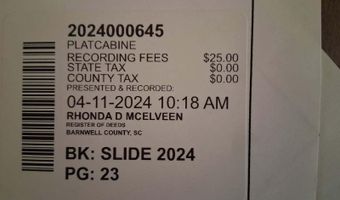 2024000645
PLATCABINE
RECORDING FEES $25.00
STATE TAX $0.00
COUNTY TAX $0.00
PRESENTED & RECORDED:
04-11-2024 10:18 AM
RHONDA D MCELVEEN
REGISTER OF DEEDS
BARNWELL COUNTY, SC
BK: SLIDE 2024
PG: 23